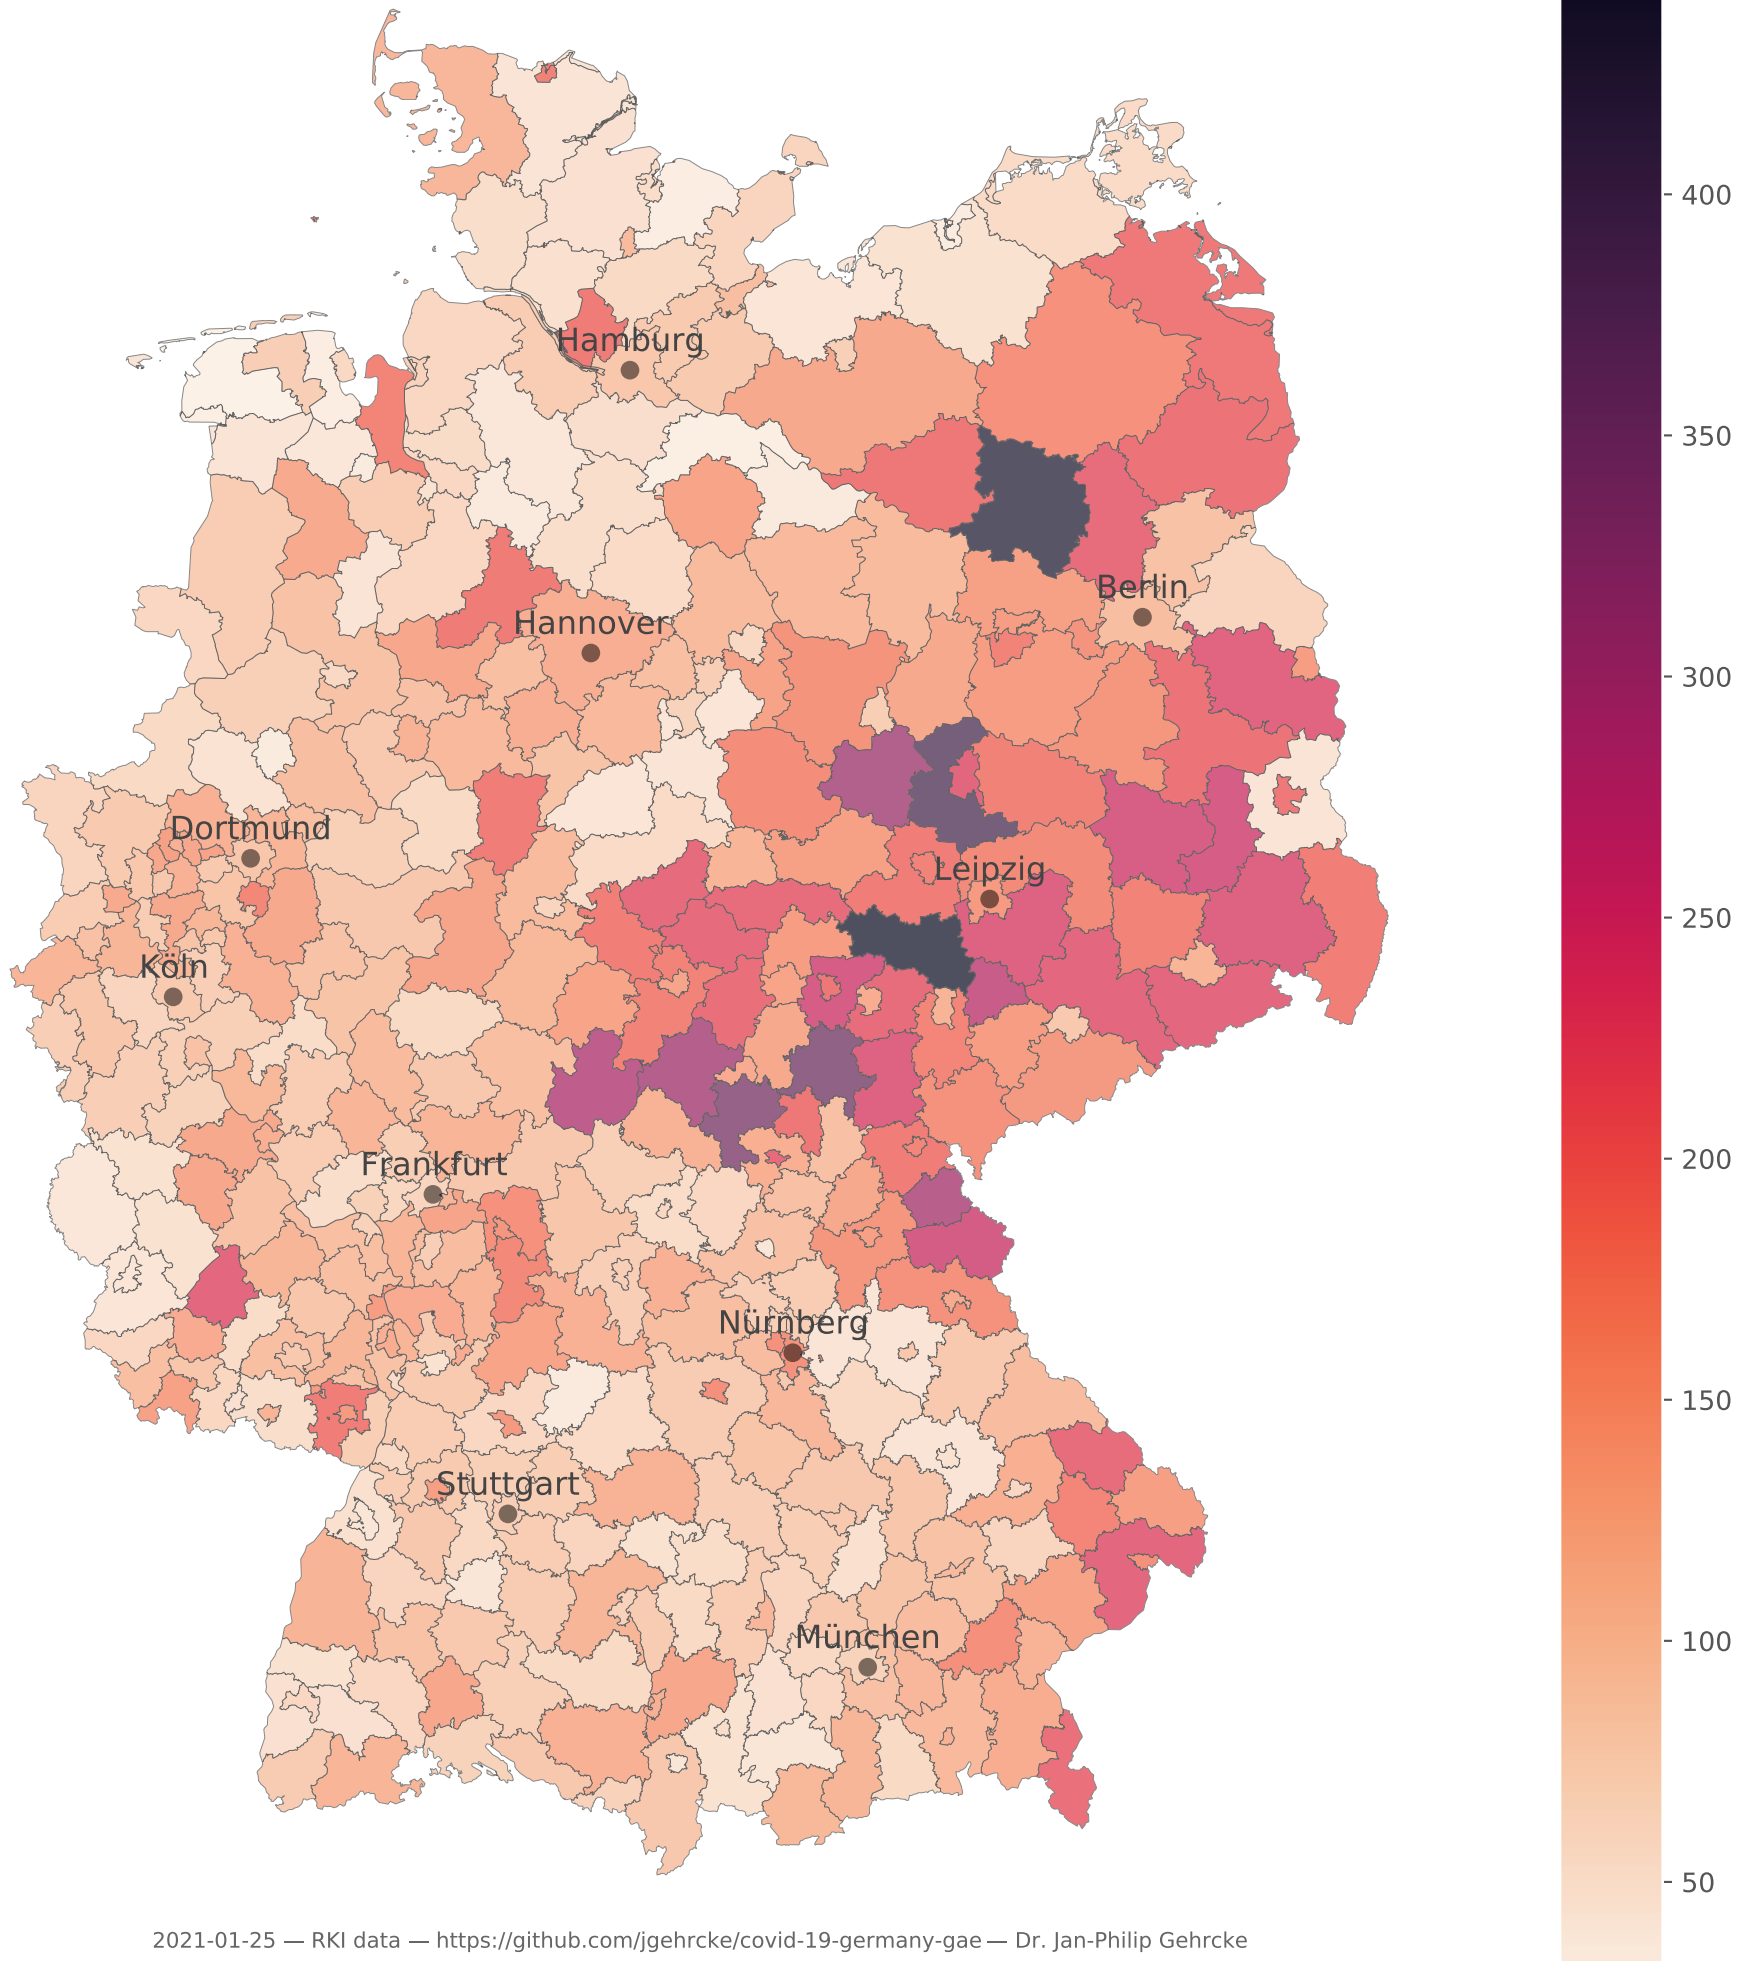 400
Hamburg
350
Berlin
Hannover
300
Dortmund
Leipzig
250
Köln
200
Frankfurt
Nürnberg
150
Stuttgart
München
100
50
2021-01-25 — RKI data — https://github.com/jgehrcke/covid-19-germany-gae — Dr. Jan-Philip Gehrcke